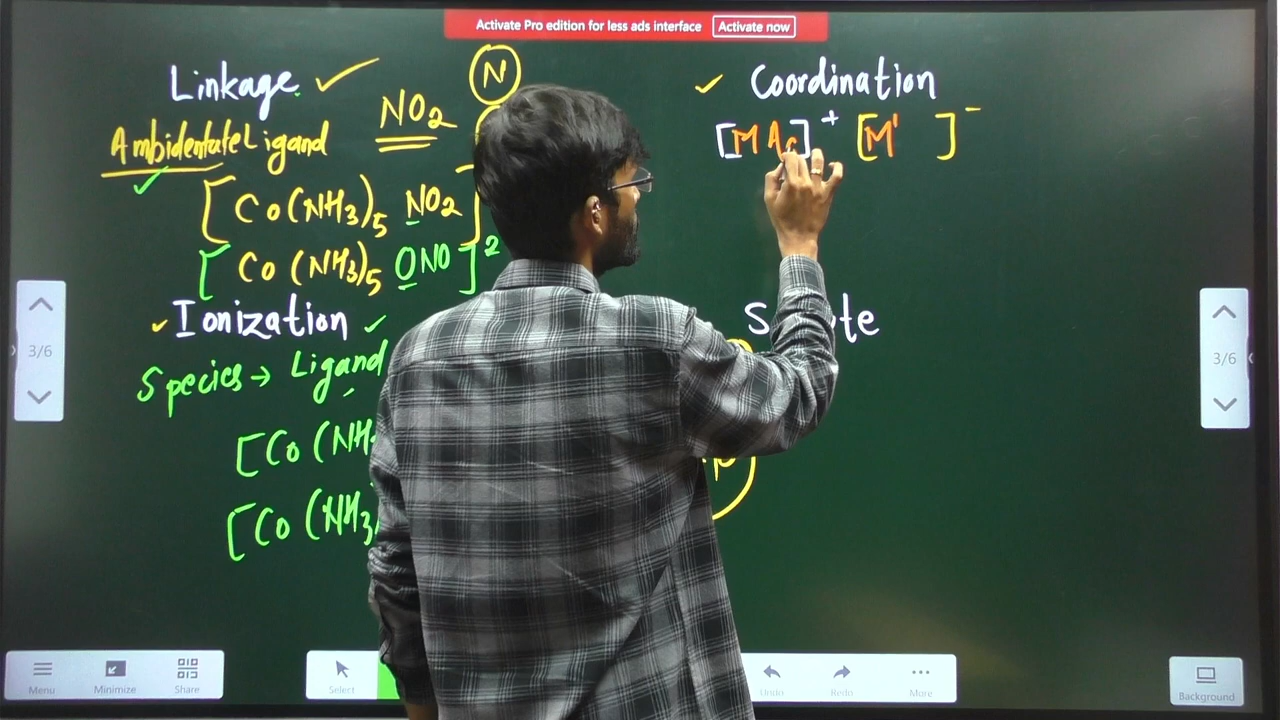 Activate Pro edition for less ads interface Activate now
Linkage
N
Ambidentate Ligand NO2
[Co(NH3)5 NO2]
[Co(NH3)5 ONO]2
Ionization
Species → Ligand
[Co (NH
[Co (NH3)
Coordination
[M A6]+ [M' ]-
3/6
3/6
Menu
Minimize
Share
Select
Undo
Redo
More
Background